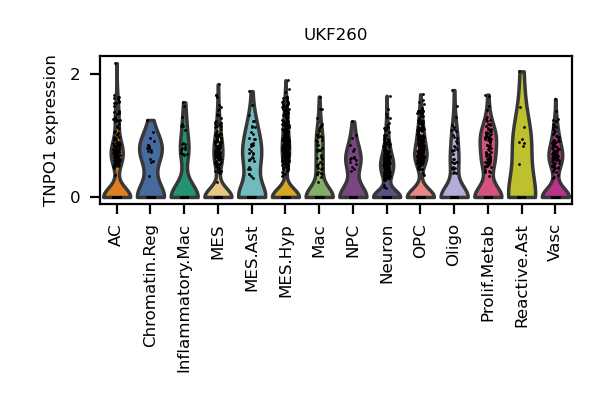 UKF260
TNPO1 expression
2
0
AC
Chromatin.Reg
Inflammatory.Mac
MES
MES.Ast
MES.Hyp
Mac
NPC
Neuron
OPC
Oligo
Prolif.Metab
Reactive.Ast
Vasc